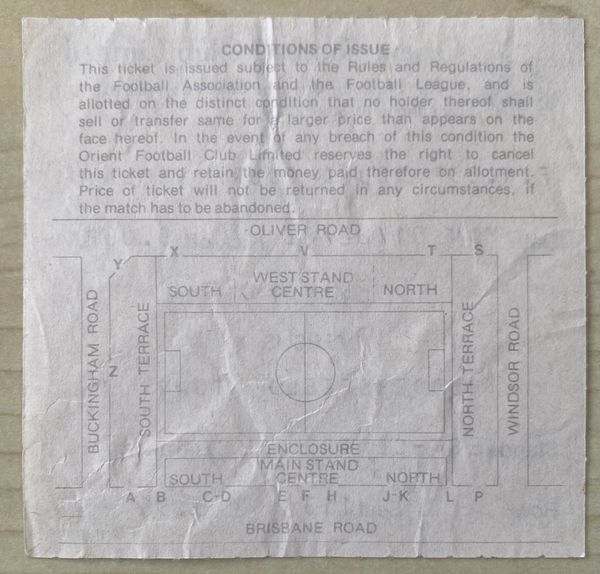 CONDITIONS OF ISSUE
This ticket is issued subject to the Rules and Regulations of
the Football Association and the Football League, and is
allotted on the distinct condition that no holder thereof shall
sell or transfer same for a larger price than appears on the
face hereof. In the event of any breach of this condition the
Orient Football Club Limited reserves the right to cancel
this ticket and retain the money paid therefore on allotment.
Price of ticket will not be returned in any circumstances, if
the match has to be abandoned.
OLIVER ROAD
X V T S
Y
WEST STAND
SOUTH CENTRE NORTH
BUCKINGHAM ROAD
Z
SOUTH TERRACE
NORTH TERRACE
WINDSOR ROAD
ENCLOSURE
MAIN STAND
SOUTH CENTRE NORTH
A B C-D E F H J-K L P
BRISBANE ROAD